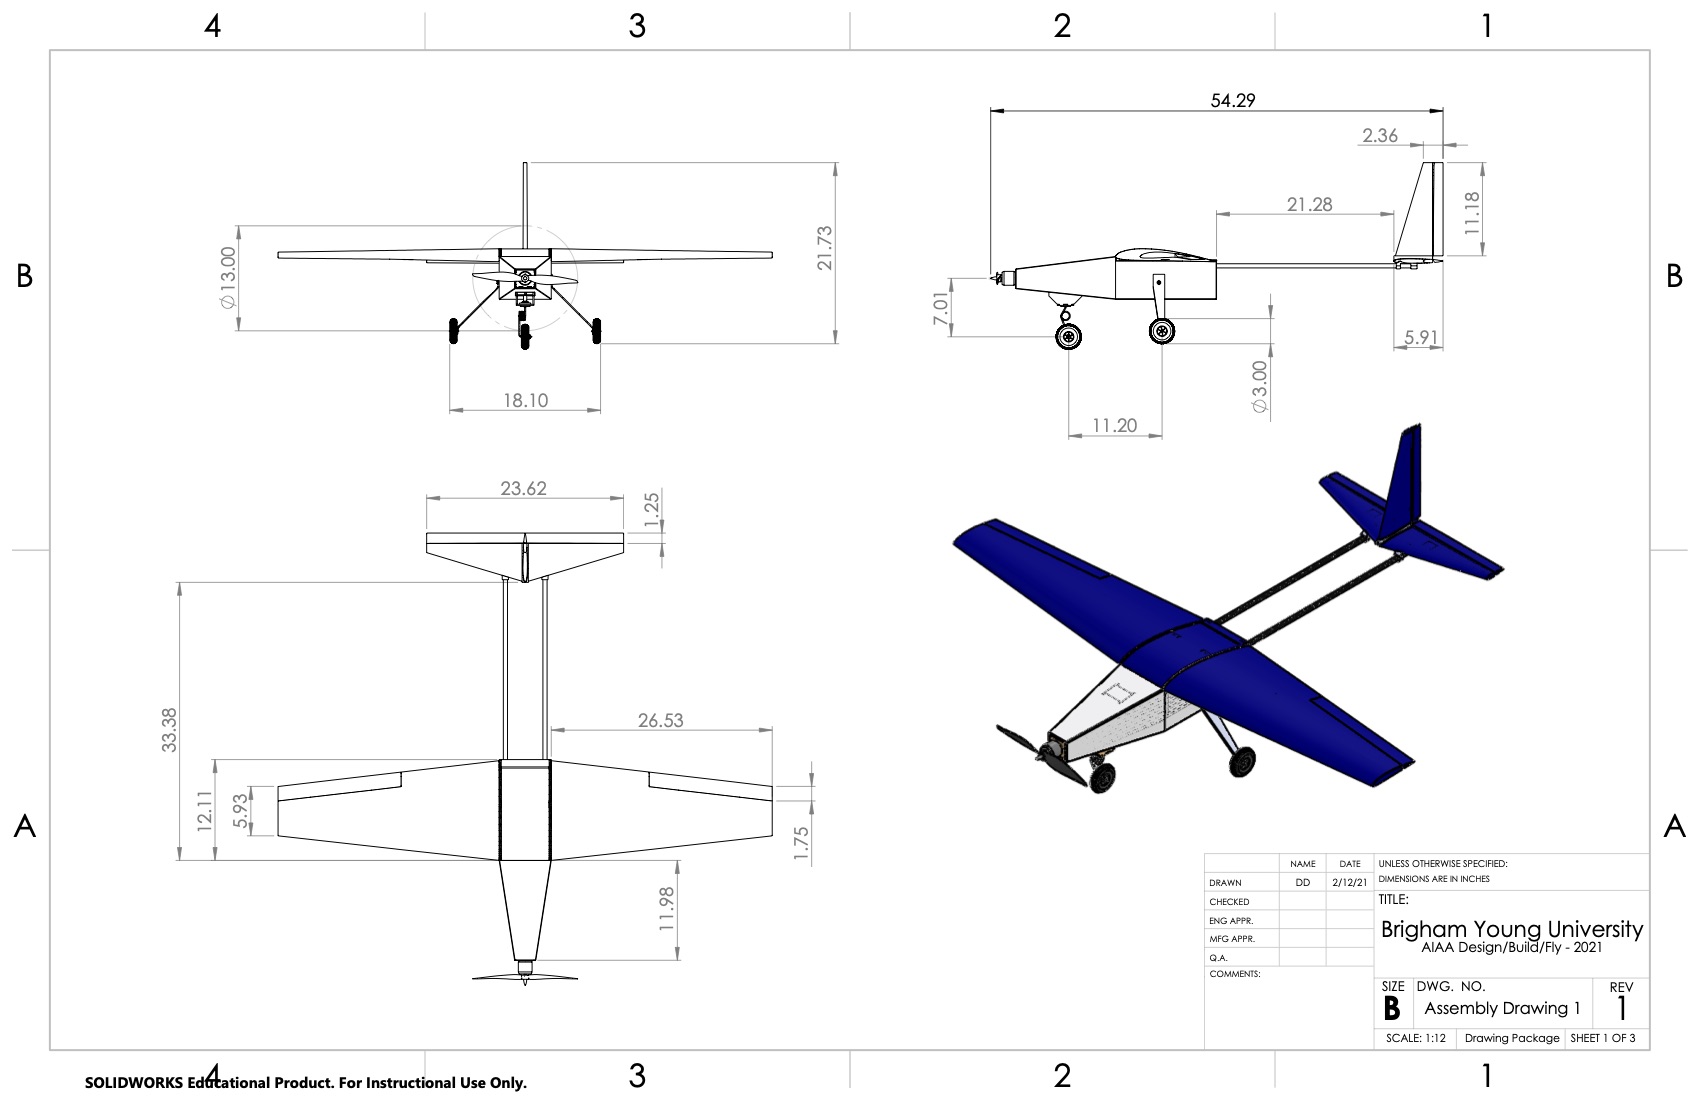 4 3 2 1
B B
A A
54.29
2.36
21.28
11.18
7.01
5.91
∅3.00
11.20
∅13.00
21.73
18.10
23.62
1.25
33.38
26.53
12.11
5.93
1.75
11.98
NAME DATE
DRAWN DD 2/12/21
CHECKED
ENG APPR.
MFG APPR.
Q.A.
COMMENTS:
UNLESS OTHERWISE SPECIFIED:
DIMENSIONS ARE IN INCHES
TITLE:
Brigham Young University
AIAA Design/Build/Fly - 2021
SIZE DWG. NO. REV
B Assembly Drawing 1 1
SCALE: 1:12 Drawing Package SHEET 1 OF 3
4 3 2 1
SOLIDWORKS Educational Product. For Instructional Use Only.